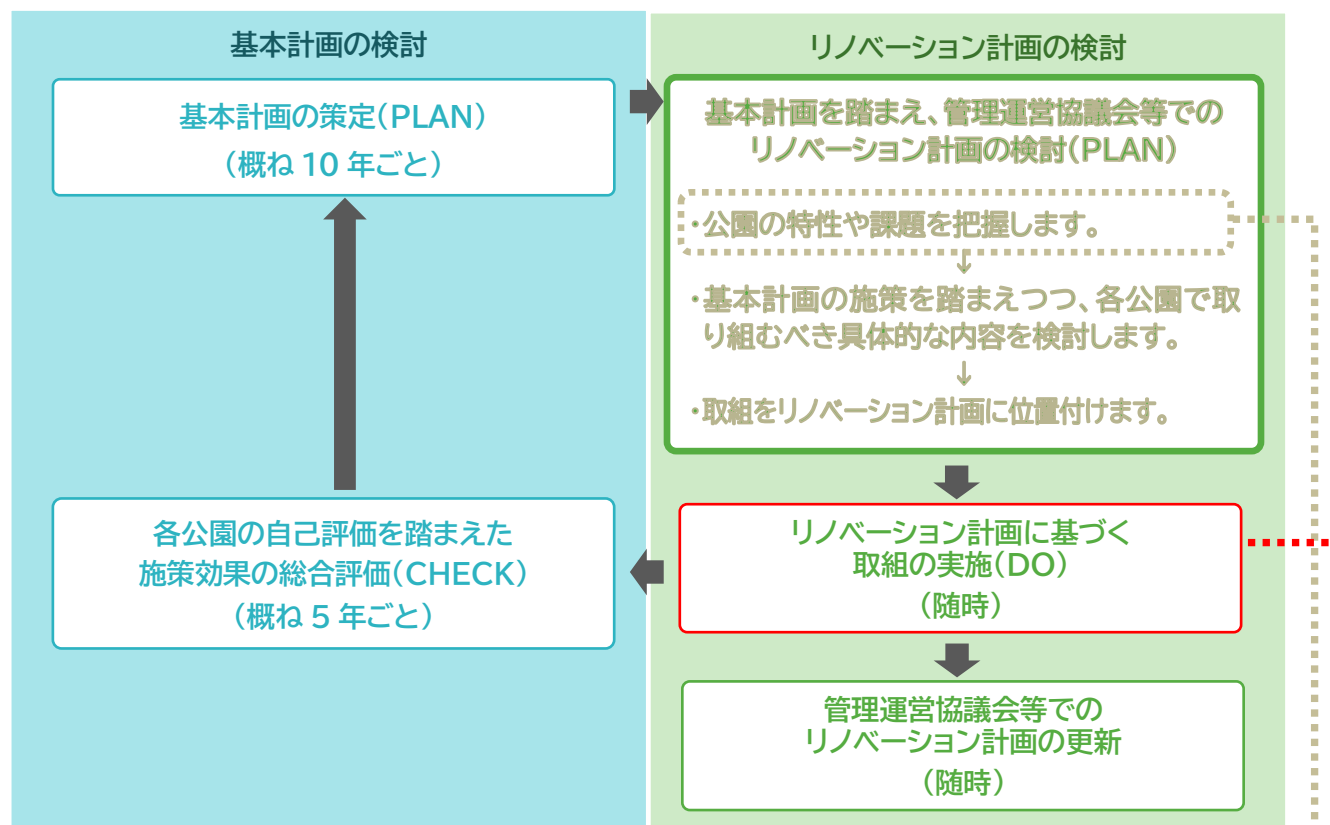 基本計画の検討
基本計画の策定(PLAN)
(概ね 10 年ごと)
各公園の自己評価を踏まえた
施策効果の総合評価(CHECK)
(概ね 5 年ごと)
リノベーション計画の検討
基本計画を踏まえ、管理運営協議会等での
リノベーション計画の検討(PLAN)
・公園の特性や課題を把握します。
↓
・基本計画の施策を踏まえつつ、各公園で取
り組むべき具体的な内容を検討します。
↓
・取組をリノベーション計画に位置付けます。
リノベーション計画に基づく
取組の実施(DO)
(随時)
管理運営協議会等での
リノベーション計画の更新
(随時)